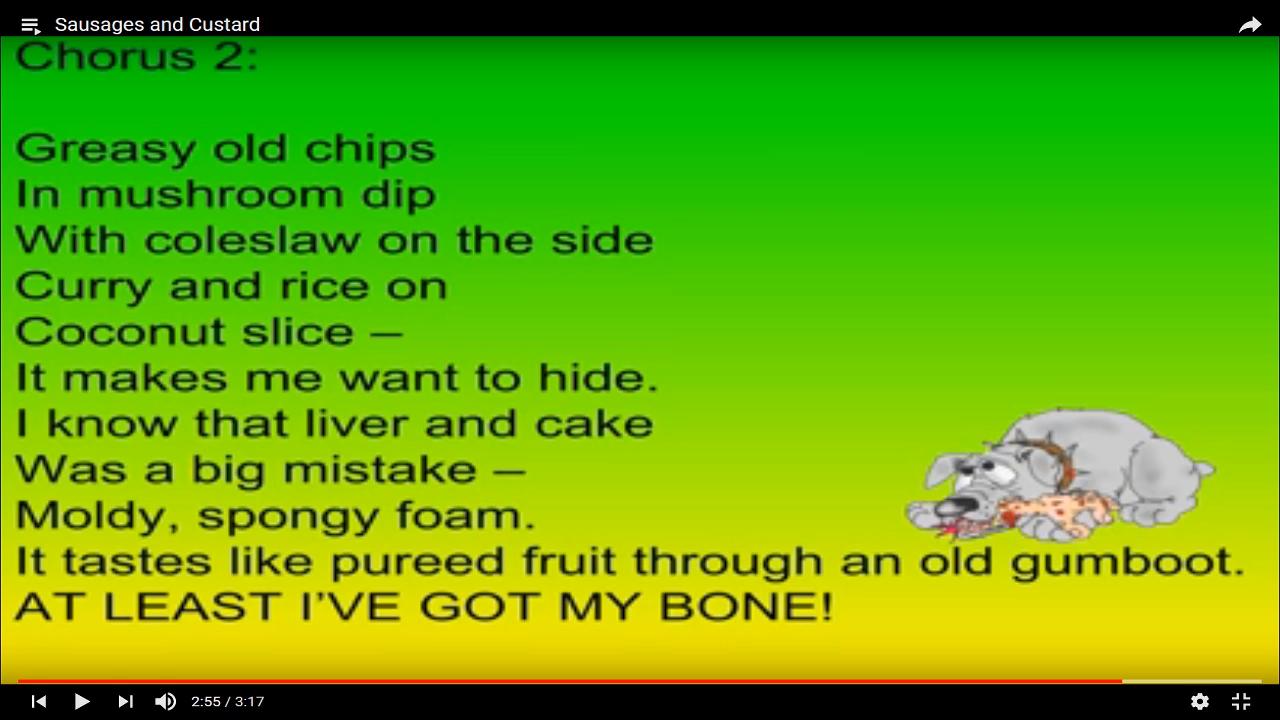 Sausages and Custard
Chorus 2:
Greasy old chips
In mushroom dip
With coleslaw on the side
Curry and rice on
Coconut slice –
It makes me want to hide.
I know that liver and cake
Was a big mistake –
Moldy, spongy foam.
It tastes like pureed fruit through an old gumboot.
AT LEAST I'VE GOT MY BONE!
2:55 / 3:17